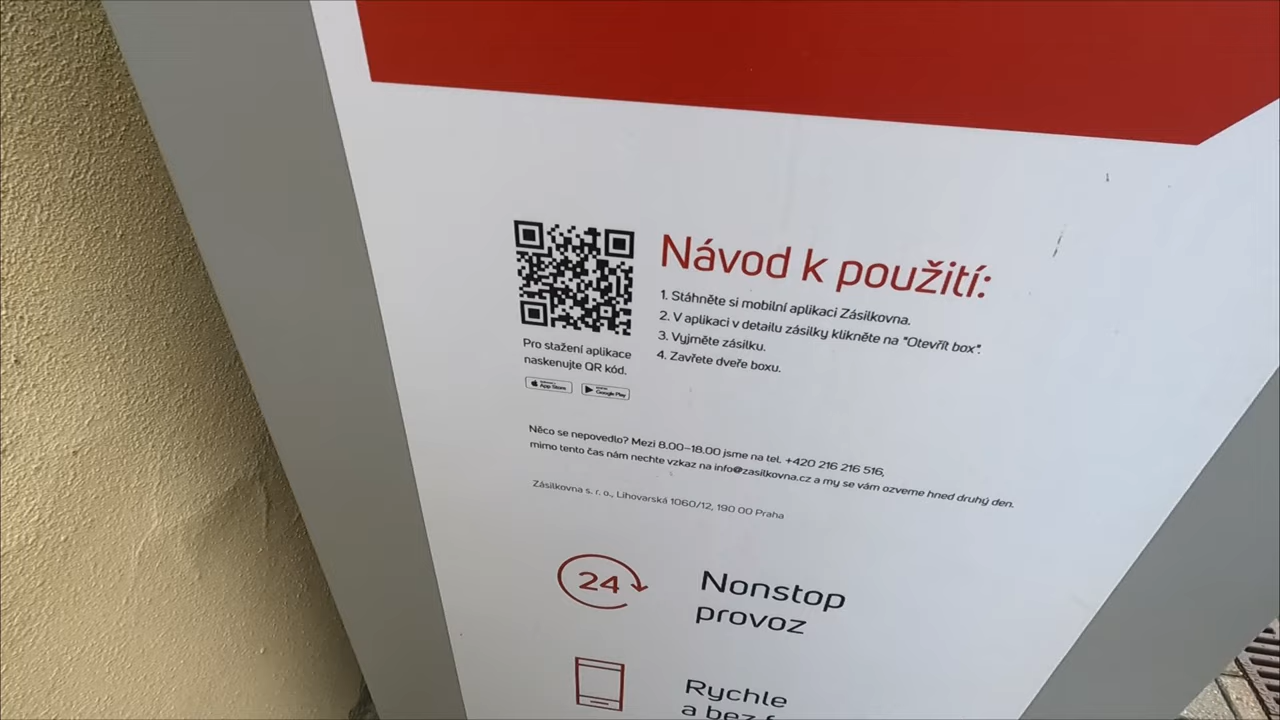 Návod k použití:
1. Stáhněte si mobilní aplikaci Zásilkovna.
2. V aplikaci v detailu zásilky klikněte na "Otevřít box".
3. Vyjměte zásilku.
4. Zavřete dveře boxu.
Pro stažení aplikace
naskenujte QR kód.
App Store
Google Play
Něco se nepovedlo? Mezi 8.00–18.00 jsme na tel. +420 216 216 516,
mimo tento čas nám nechte vzkaz na info@zasilkovna.cz a my se vám ozveme hned druhý den.
Zásilkovna s. r. o., Lihovarská 1060/12, 190 00 Praha
24
Nonstop
provoz
Rychle
a bez